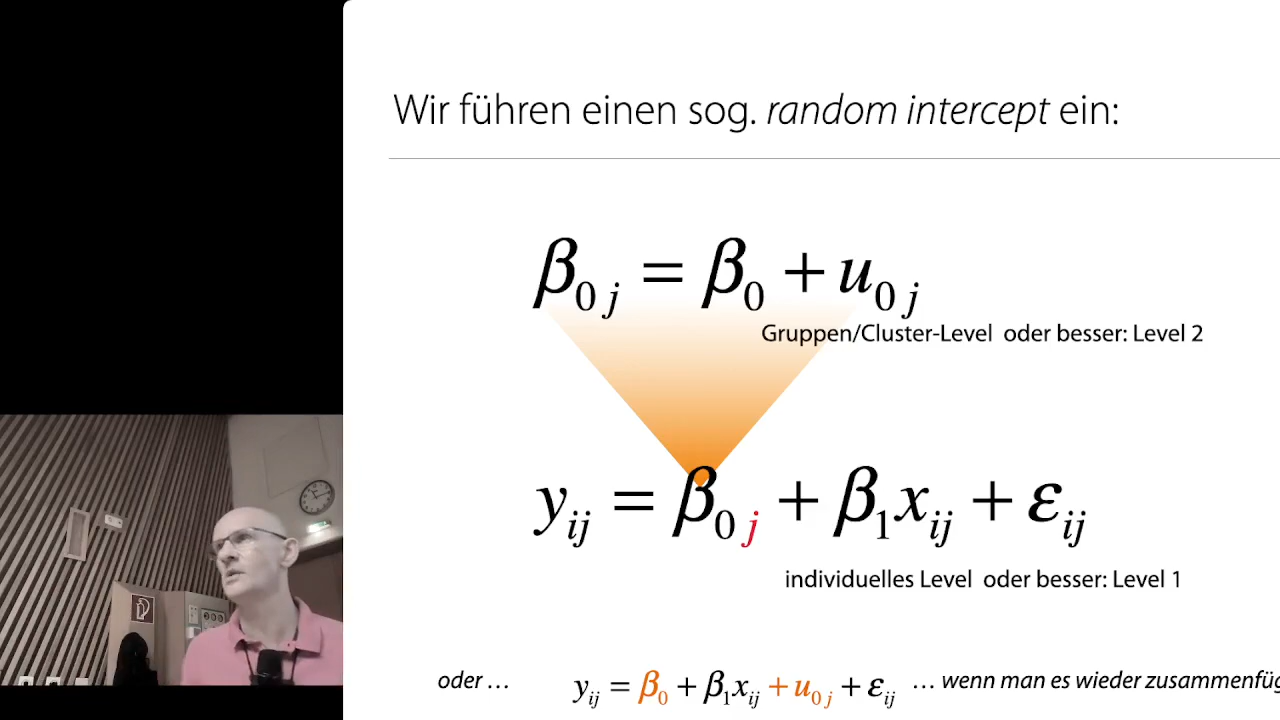 Wir führen einen sog. random intercept ein:
β₀ⱼ = β₀ + u₀ⱼ
Gruppen/Cluster-Level oder besser: Level 2
yᵢⱼ = β₀ⱼ + β₁xᵢⱼ + εᵢⱼ
individuelles Level oder besser: Level 1
oder … yᵢⱼ = β₀ + β₁xᵢⱼ + u₀ⱼ + εᵢⱼ … wenn man es wieder